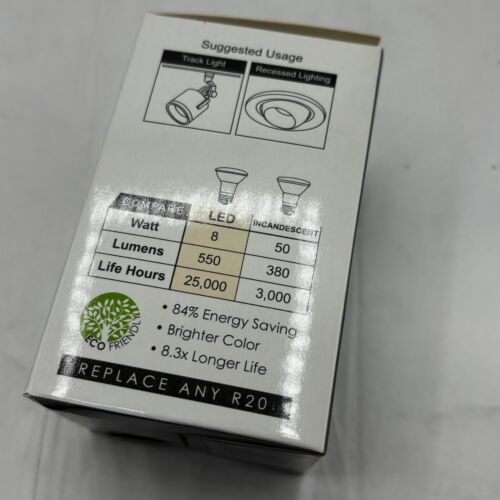 Suggested Usage
Track Light Recessed Lighting
COMPARE LED INCANDESCENT
Watt 8 50
Lumens 550 380
Life Hours 25,000 3,000
• 84% Energy Saving
• Brighter Color
• 8.3x Longer Life
ECO FRIENDLY
REPLACE ANY R20